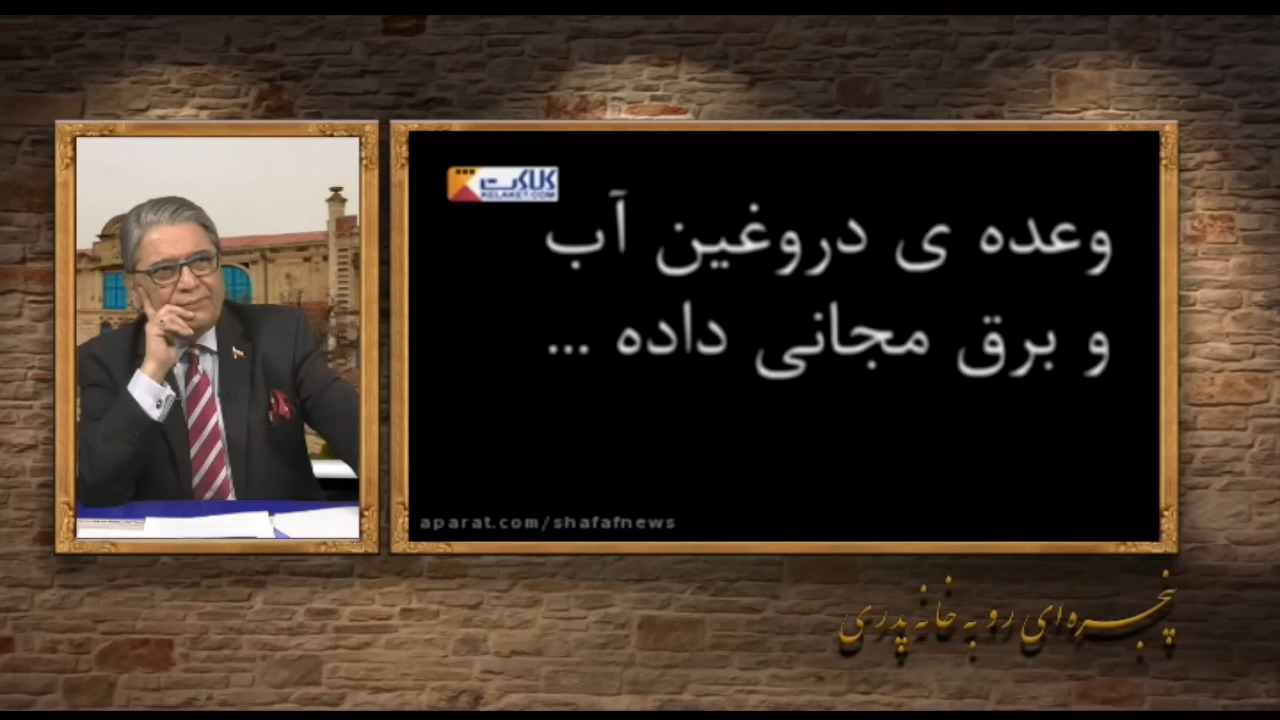 کلاکت
KELAKET.COM
وعده ی دروغین آب
و برق مجانی داده ...
aparat.com/shafafnews
پنجره‌ای رو به خانه پدری